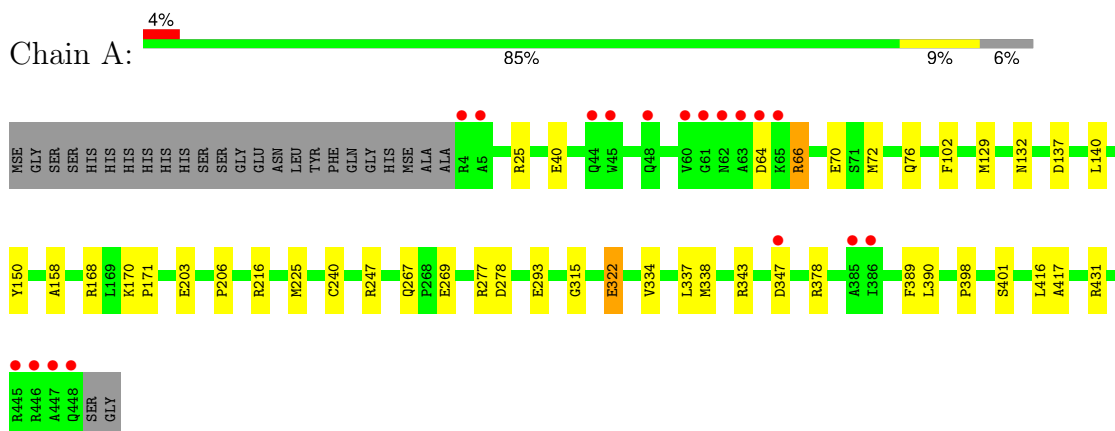 4%
Chain A:
85% 9% 6%
MSE GLY SER SER HIS HIS HIS HIS HIS HIS SER SER GLY GLU ASN LEU TYR PHE GLN GLY HIS MSE ALA ALA R4 A5 R25 E40 Q44 W45 Q48 V60 G61 N62 A63 D64 K65 R66 E70 S71 M72 Q76 F102 M129 N132 D137 L140
Y150 A158 R168 L169 K170 P171 E203 P206 R216 M225 C240 R247 Q267 P268 E269 R277 D278 E293 G315 E322 V334 L337 M338 R343 D347 R378 A385 I386 F389 L390 P398 S401 L416 A417 R431
R445 R446 A447 Q448 SER GLY